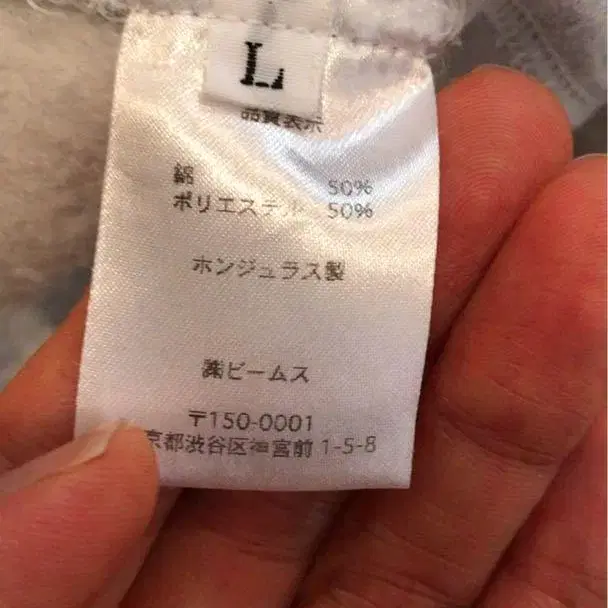 L
品質表示
綿 50%
ポリエステル 50%
ホンジュラス製
㈱ビームス
〒150-0001
京都渋谷区神宮前 1-5-8